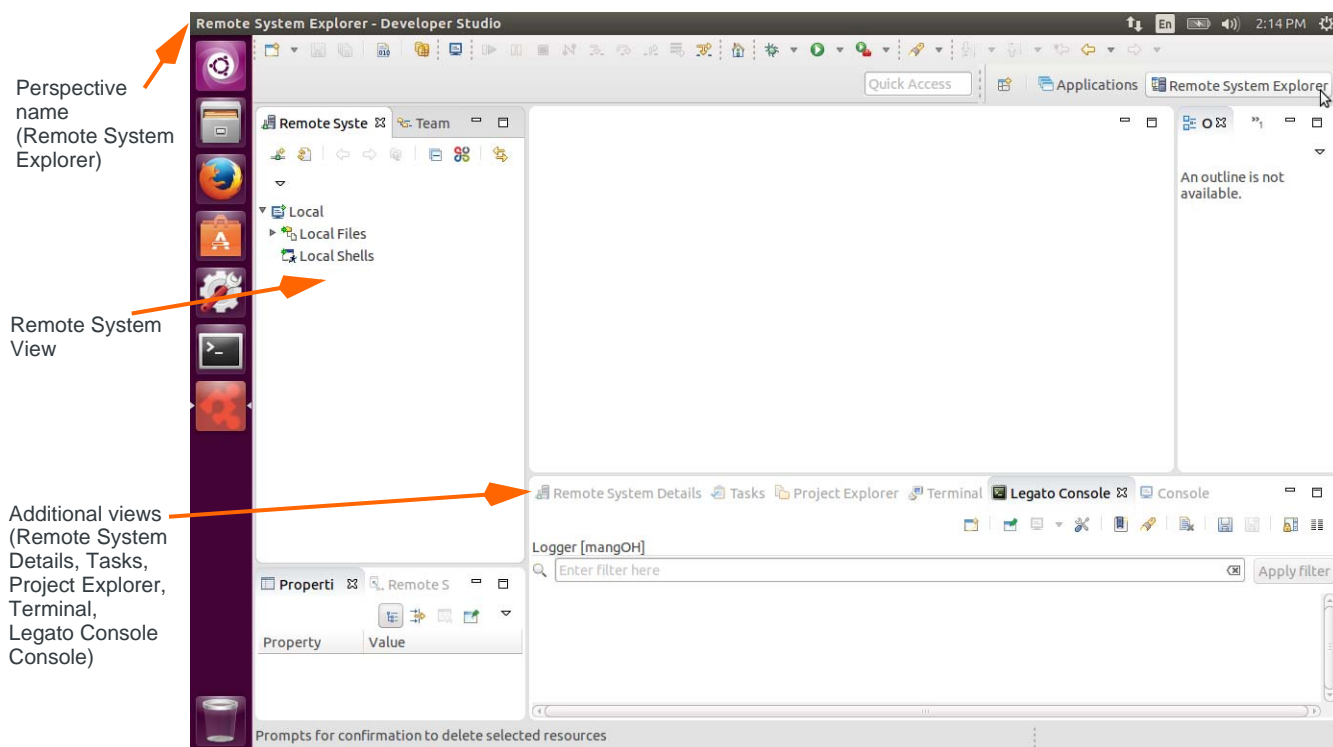 Remote System Explorer - Developer Studio
En
2:14 PM
Perspective
name
(Remote System
Explorer)
Quick Access
Applications
Remote System Explorer
Remote Syste
Team
O
»1
An outline is not
available.
Local
Local Files
Local Shells
Remote System
View
Additional views
(Remote System
Details, Tasks,
Project Explorer,
Terminal,
Legato Console
Console)
Remote System Details
Tasks
Project Explorer
Terminal
Legato Console
Console
Logger [mangOH]
Enter filter here
Apply filter
Properti
Remote S
Property
Value
Prompts for confirmation to delete selected resources